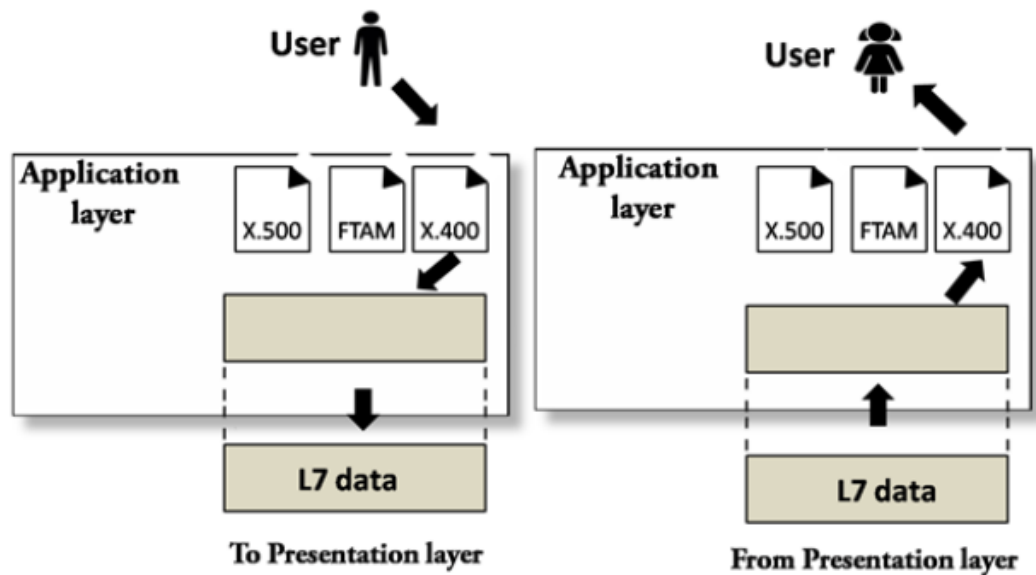 User
Application
layer
X.500 FTAM X.400
L7 data
To Presentation layer
User
Application
layer
X.500 FTAM X.400
L7 data
From Presentation layer